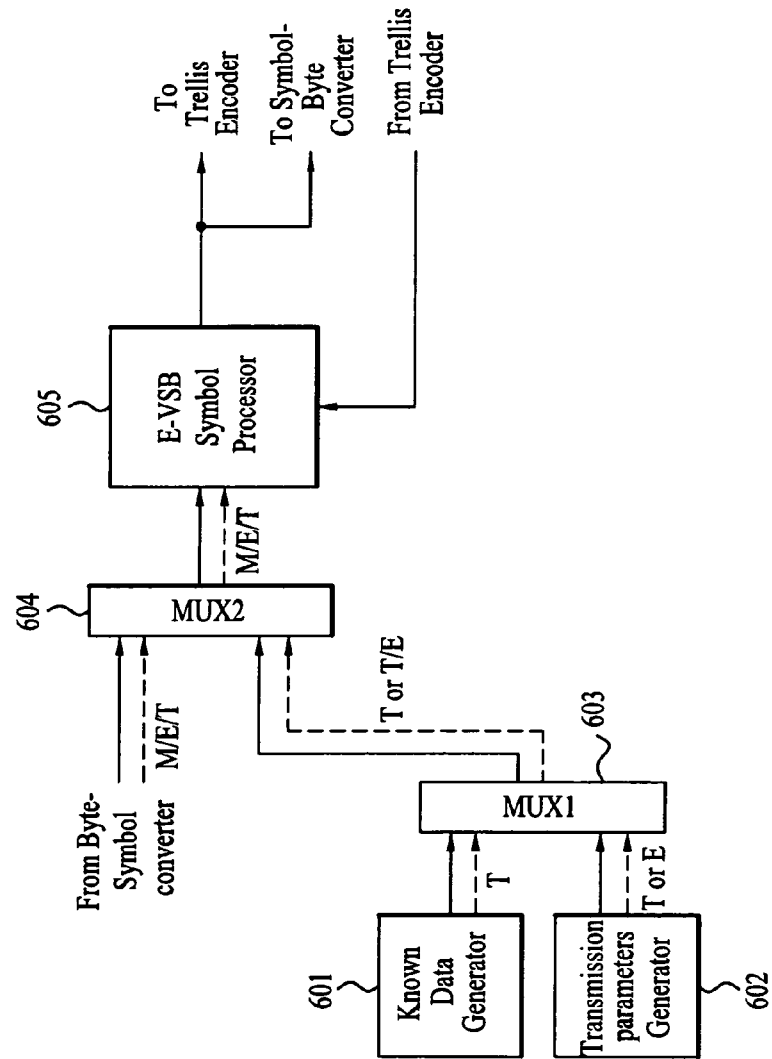 To
Trellis
Encoder
To Symbol-
Byte
Converter
From Trellis
Encoder
605
E-VSB
Symbol
Processor
M/E/T
604
MUX2
From Byte-
Symbol
converter
M/E/T
T or T/E
603
MUX1
T
T or E
601
Known
Data
Generator
Transmission
parameters
Generator
602